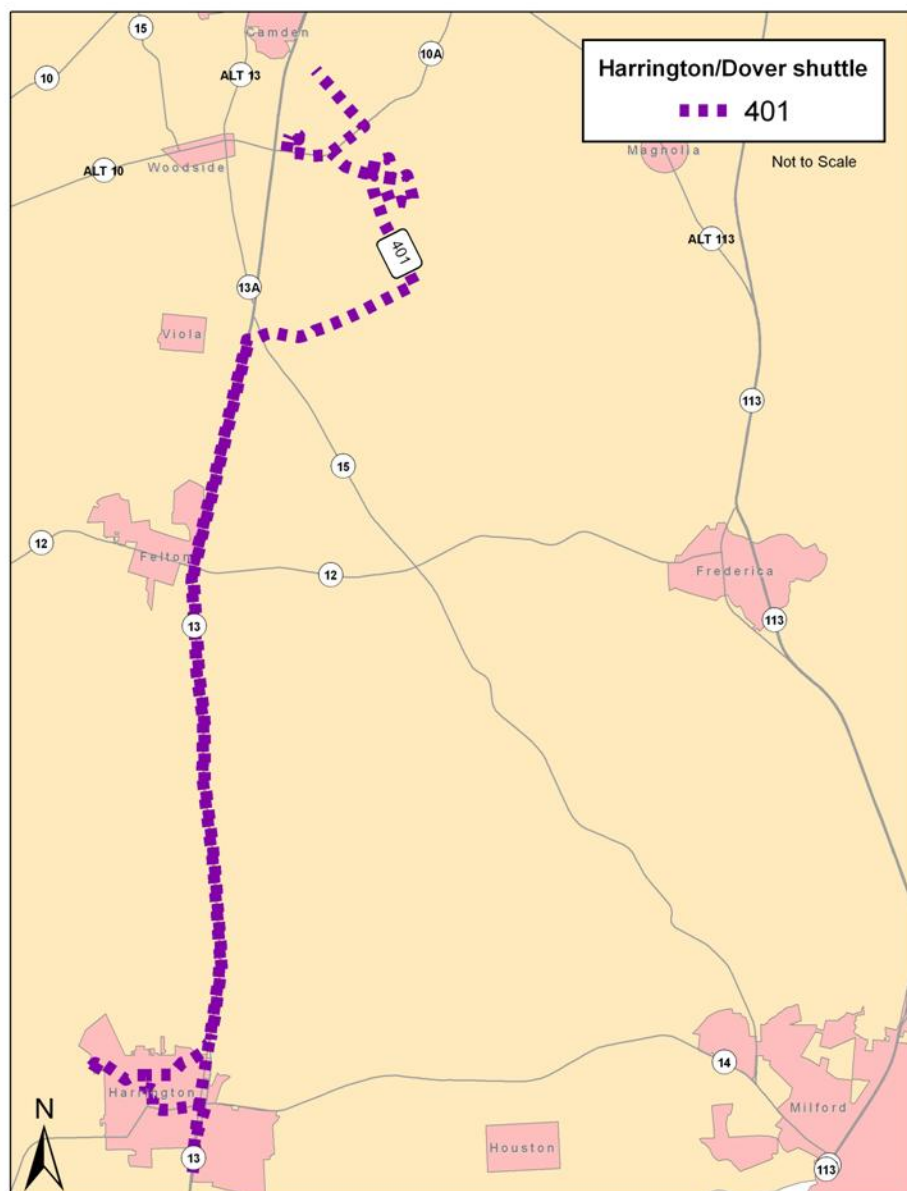 15
Camden
10A
10
ALT 13
Harrington/Dover shuttle
401
Woodside
Magnolia
Not to Scale
ALT 10
ALT 113
401
13A
Viola
113
15
12
Felton
12
Frederica
13
113
14
Harrington
Milford
N
Houston
13
113